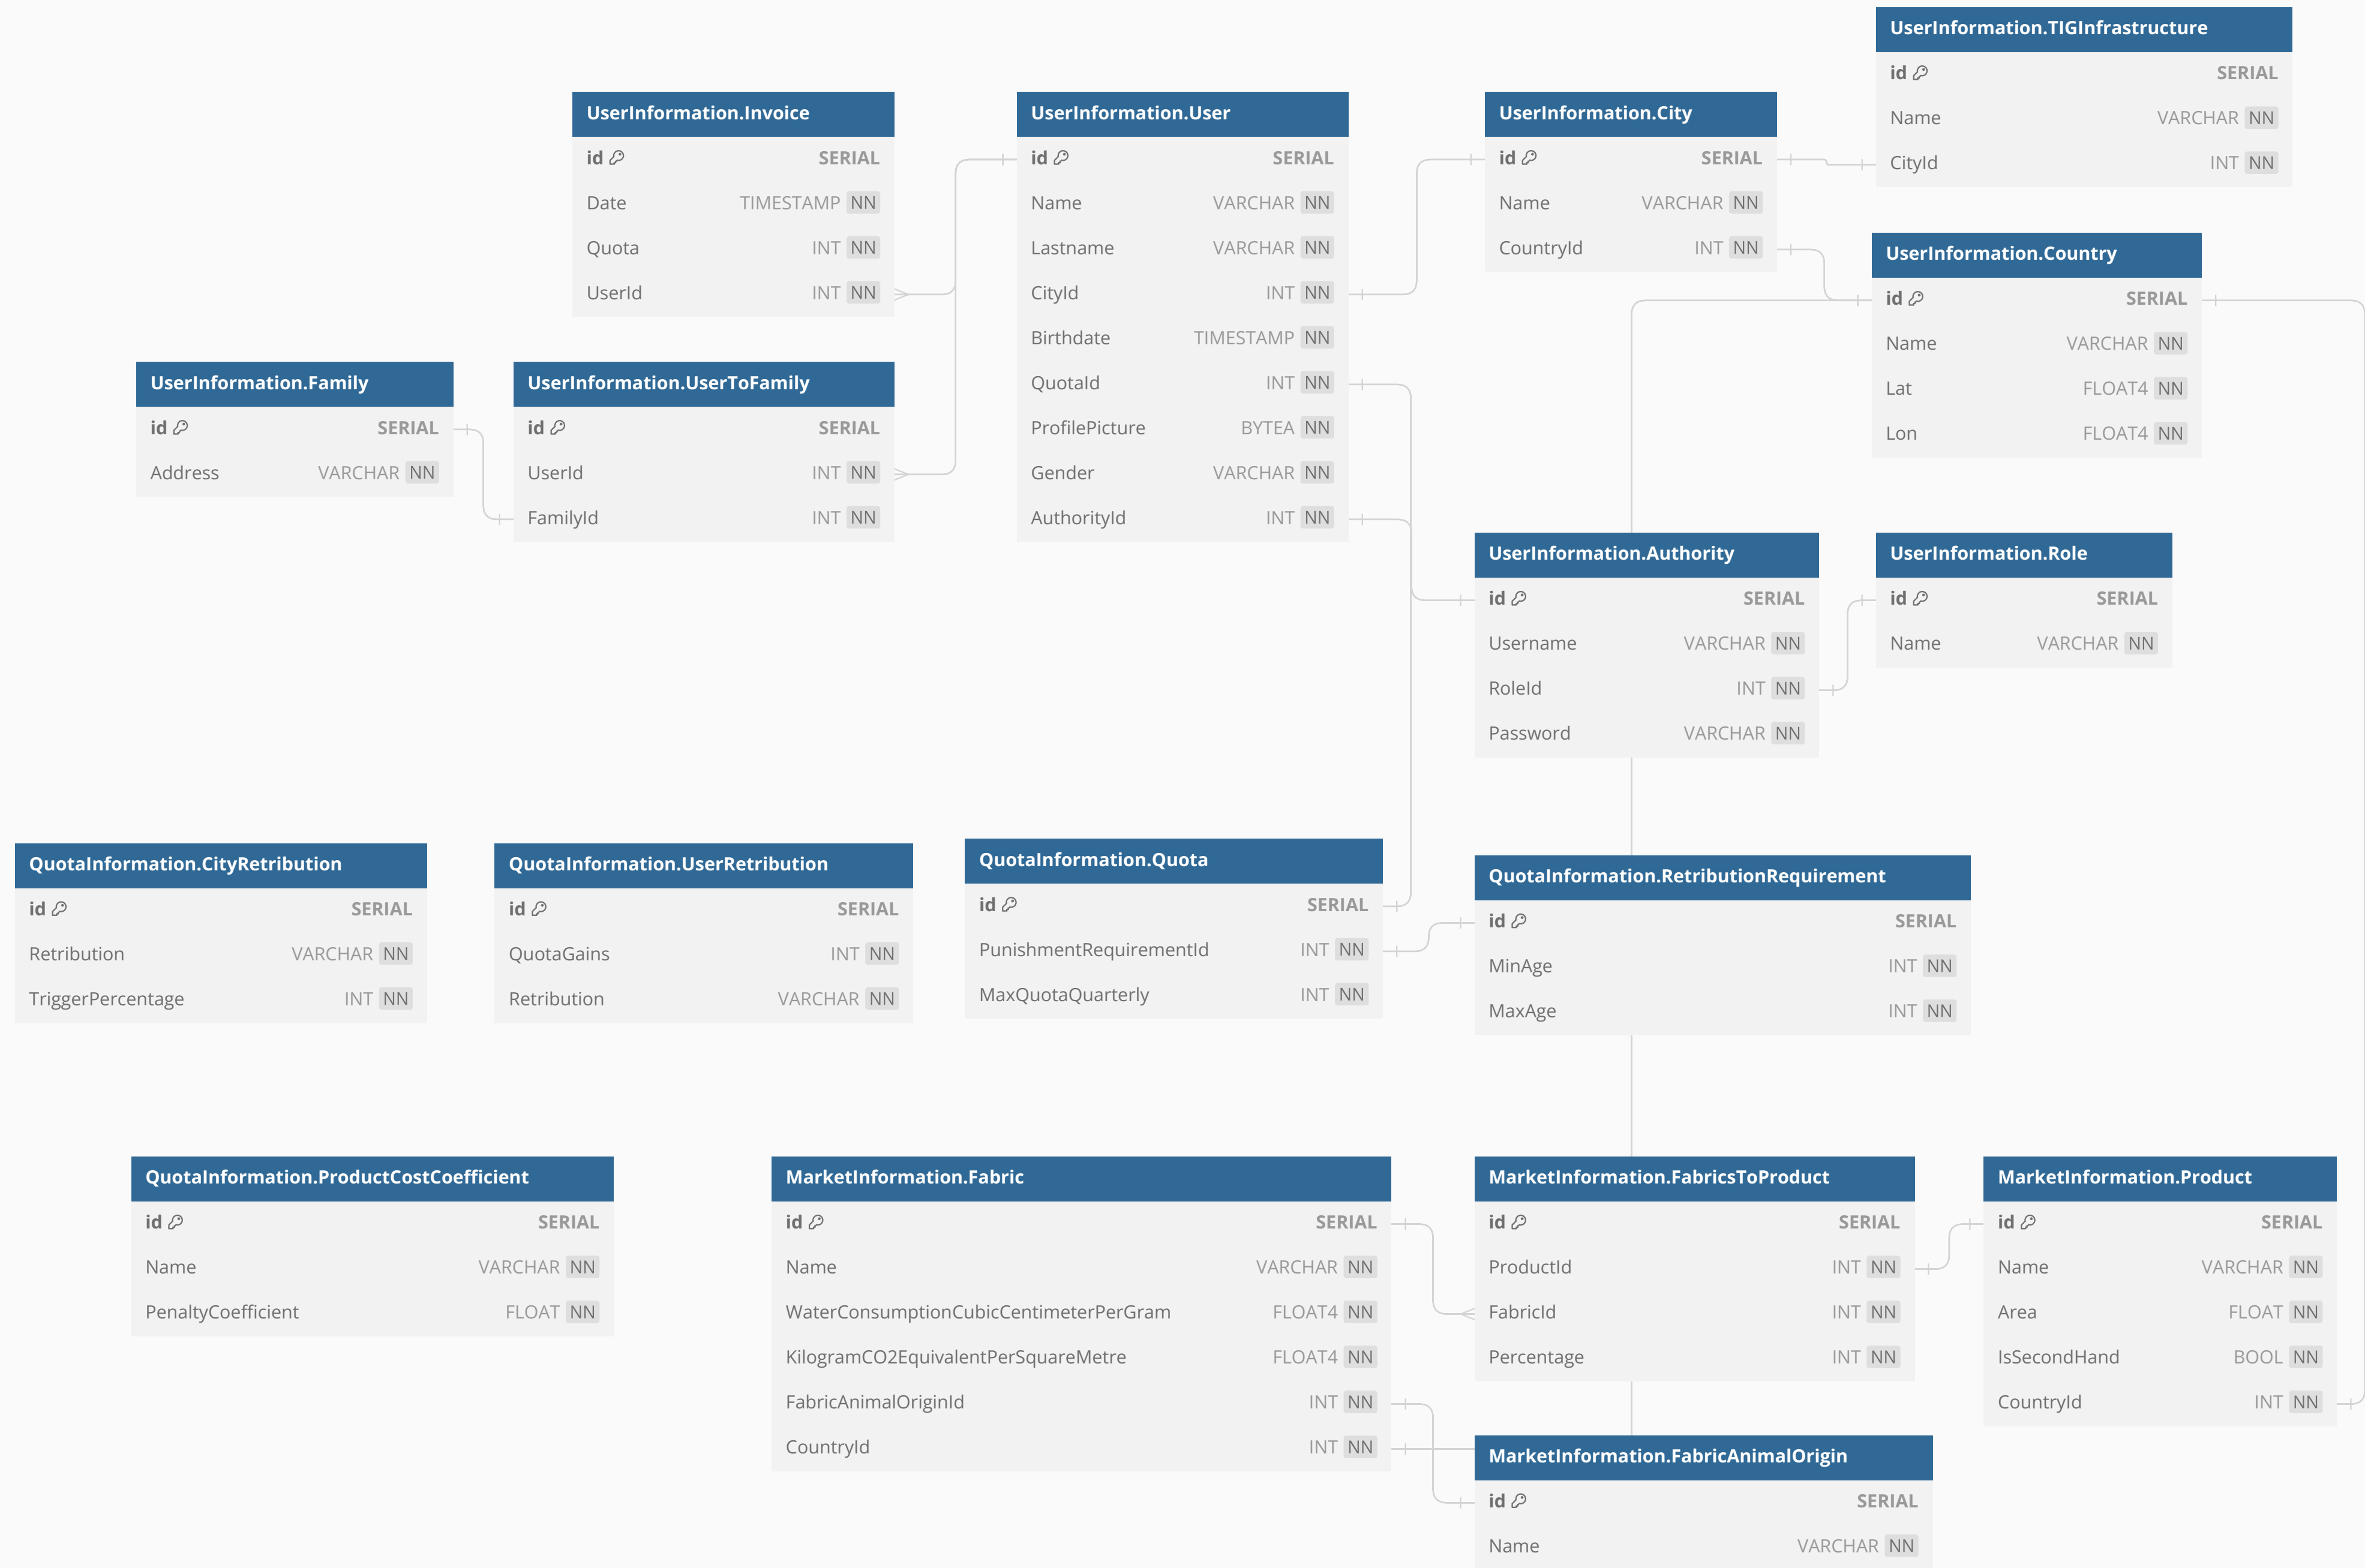 UserInformation.TIGInfrastructure
id SERIAL
Name VARCHAR NN
CityId INT NN
UserInformation.Invoice
id SERIAL
Date TIMESTAMP NN
Quota INT NN
UserId INT NN
UserInformation.User
id SERIAL
Name VARCHAR NN
Lastname VARCHAR NN
CityId INT NN
Birthdate TIMESTAMP NN
QuotaId INT NN
ProfilePicture BYTEA NN
Gender VARCHAR NN
AuthorityId INT NN
UserInformation.City
id SERIAL
Name VARCHAR NN
CountryId INT NN
UserInformation.Country
id SERIAL
Name VARCHAR NN
Lat FLOAT4 NN
Lon FLOAT4 NN
UserInformation.Family
id SERIAL
Address VARCHAR NN
UserInformation.UserToFamily
id SERIAL
UserId INT NN
FamilyId INT NN
UserInformation.Authority
id SERIAL
Username VARCHAR NN
RoleId INT NN
Password VARCHAR NN
UserInformation.Role
id SERIAL
Name VARCHAR NN
QuotaInformation.CityRetribution
id SERIAL
Retribution VARCHAR NN
TriggerPercentage INT NN
QuotaInformation.UserRetribution
id SERIAL
QuotaGains INT NN
Retribution VARCHAR NN
QuotaInformation.Quota
id SERIAL
PunishmentRequirementId INT NN
MaxQuotaQuarterly INT NN
QuotaInformation.RetributionRequirement
id SERIAL
MinAge INT NN
MaxAge INT NN
QuotaInformation.ProductCostCoefficient
id SERIAL
Name VARCHAR NN
PenaltyCoefficient FLOAT NN
MarketInformation.Fabric
id SERIAL
Name VARCHAR NN
WaterConsumptionCubicCentimeterPerGram FLOAT4 NN
KilogramCO2EquivalentPerSquareMetre FLOAT4 NN
FabricAnimalOriginId INT NN
CountryId INT NN
MarketInformation.FabricsToProduct
id SERIAL
ProductId INT NN
FabricId INT NN
Percentage INT NN
MarketInformation.Product
id SERIAL
Name VARCHAR NN
Area FLOAT NN
IsSecondHand BOOL NN
CountryId INT NN
MarketInformation.FabricAnimalOrigin
id SERIAL
Name VARCHAR NN